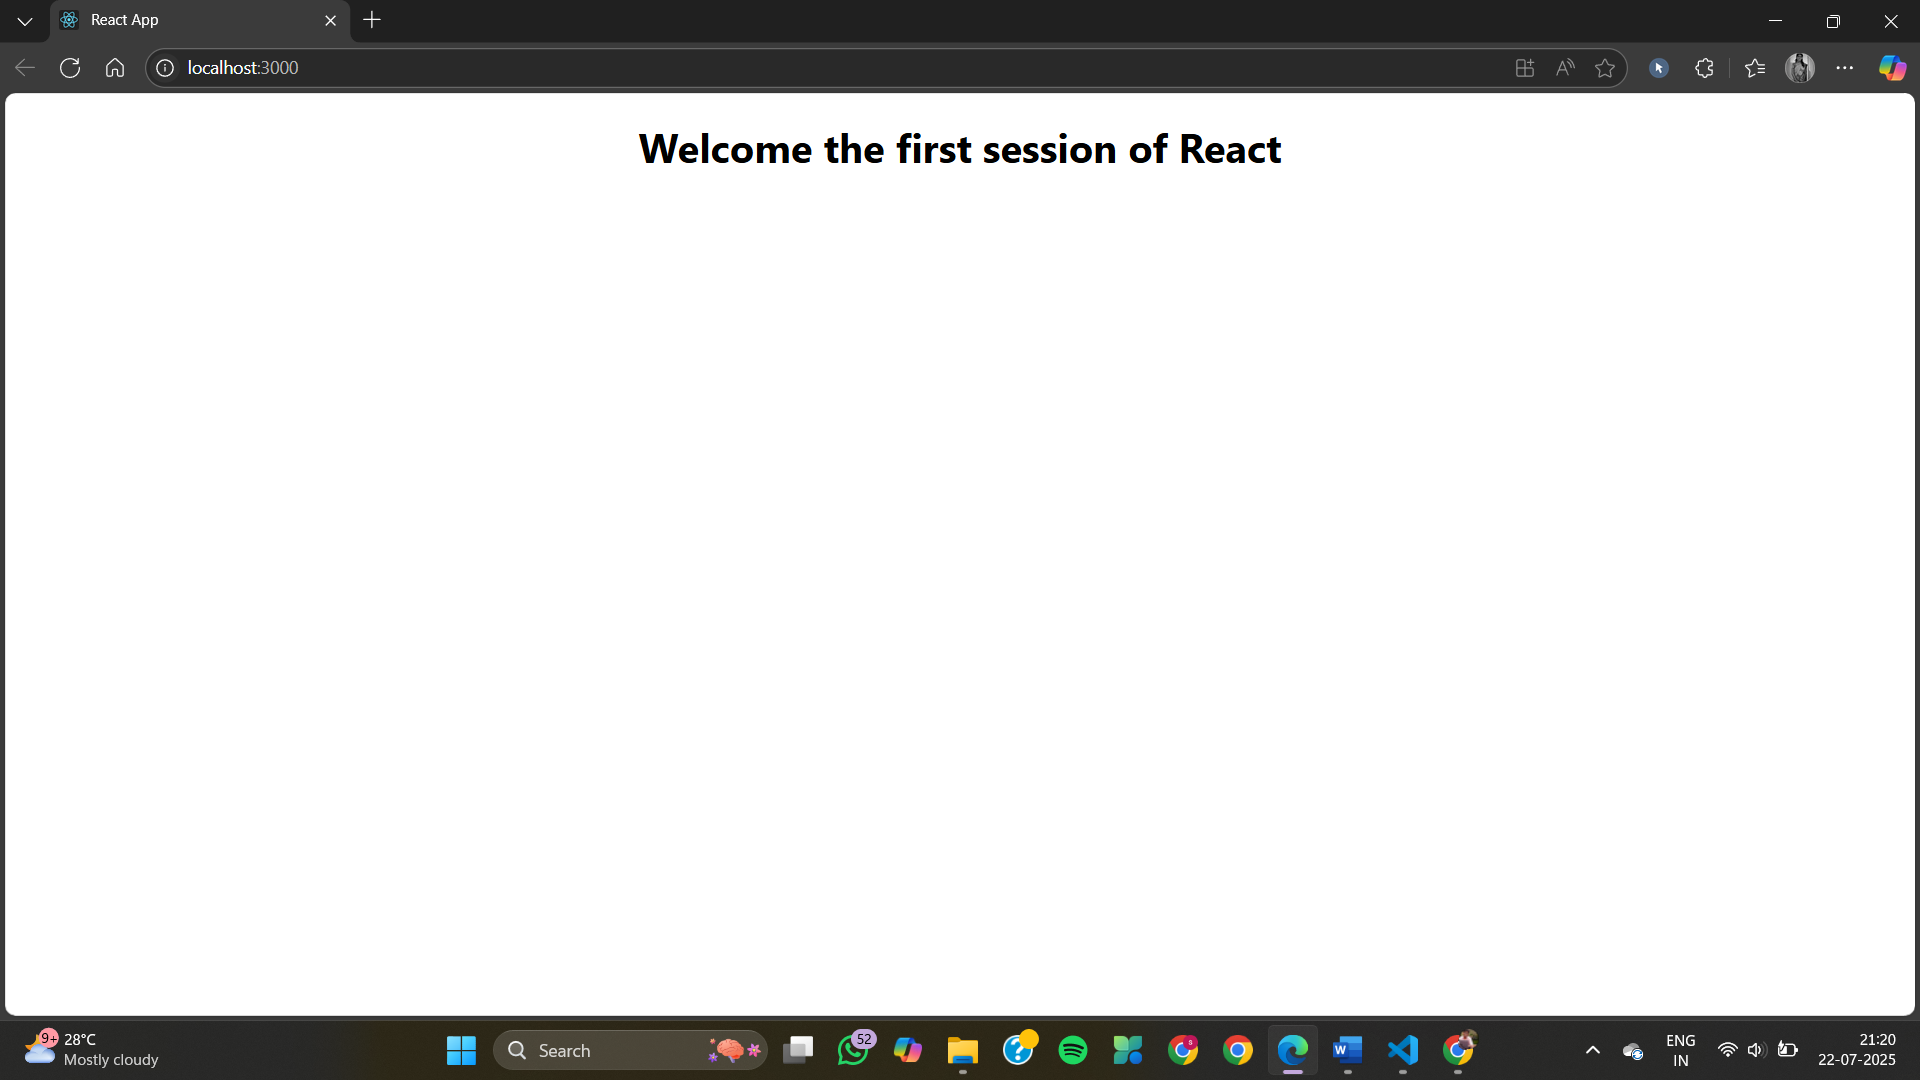 React App
localhost:3000
Welcome the first session of React
9+
28°C
Mostly cloudy
Search
52
ENG
IN
21:20
22-07-2025